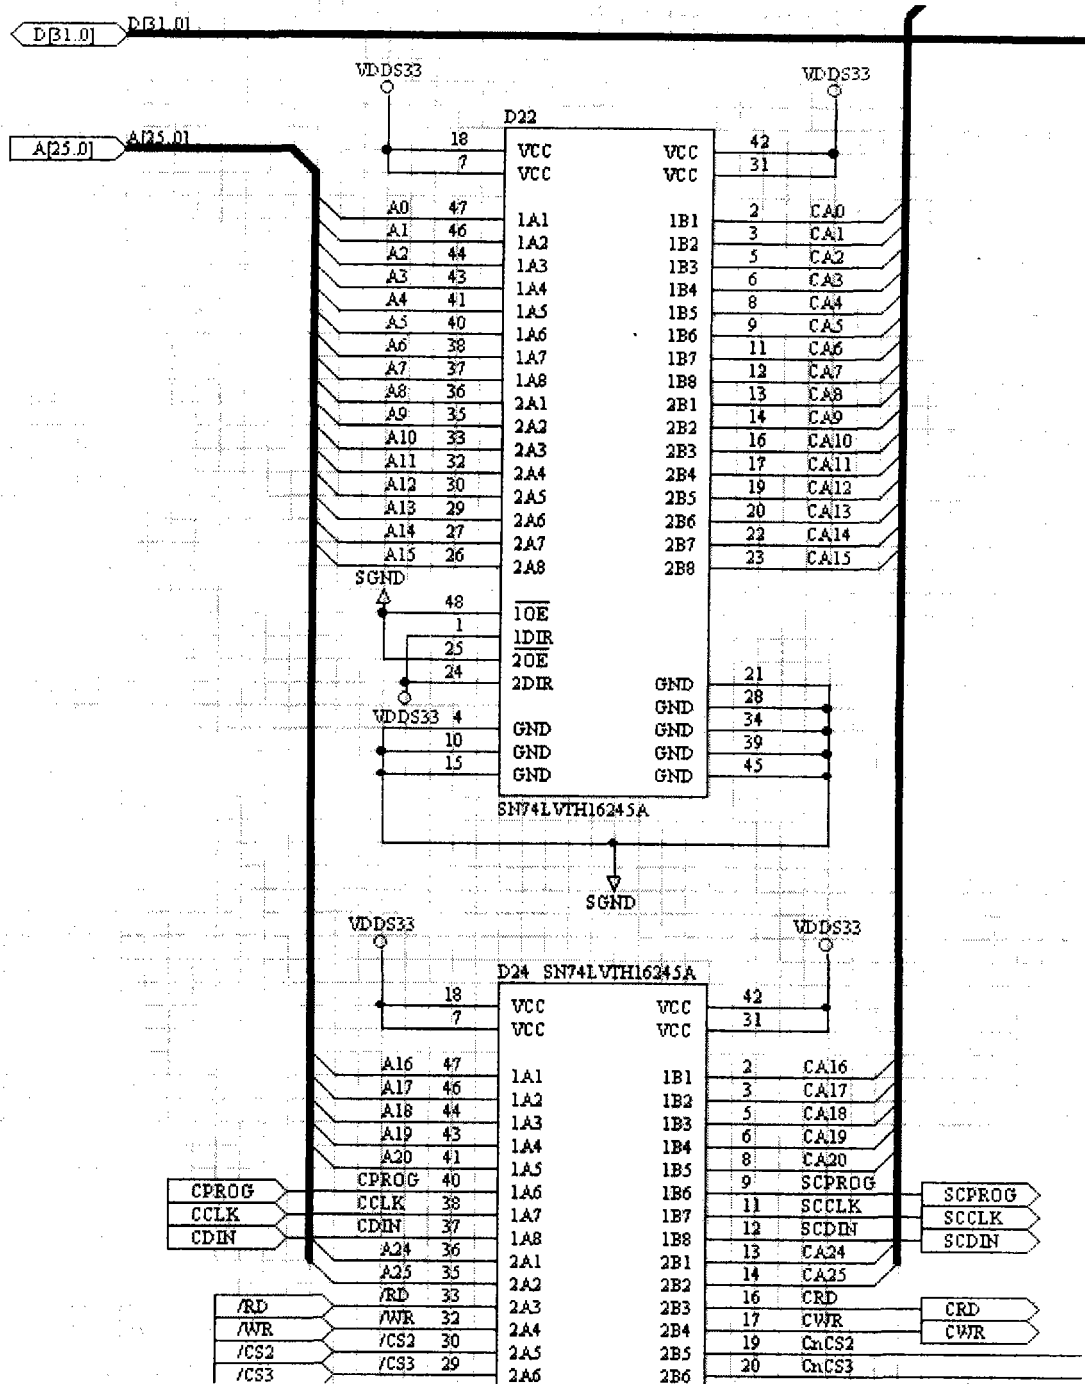 D[31..0] D[31..0]
VDDS33 VDDS33
A[25..0] A[25..0]
D22
18 VCC VCC 42
7 VCC VCC 31
A0 47 1A1 1B1 2 CA0
A1 46 1A2 1B2 3 CA1
A2 44 1A3 1B3 5 CA2
A3 43 1A4 1B4 6 CA3
A4 41 1A5 1B5 8 CA4
A5 40 1A6 1B6 9 CA5
A6 38 1A7 1B7 11 CA6
A7 37 1A8 1B8 12 CA7
A8 36 2A1 2B1 13 CA8
A9 35 2A2 2B2 14 CA9
A10 33 2A3 2B3 16 CA10
A11 32 2A4 2B4 17 CA11
A12 30 2A5 2B5 19 CA12
A13 29 2A6 2B6 20 CA13
A14 27 2A7 2B7 22 CA14
A15 26 2A8 2B8 23 CA15
SGND
48 1OE
1 1DIR
25 2OE
24 2DIR GND 21
GND 28
VDDS33 4 GND GND 34
10 GND GND 39
15 GND GND 45
SN74LVTH16245A
SGND
VDDS33 VDDS33
D24 SN74LVTH16245A
18 VCC VCC 42
7 VCC VCC 31
A16 47 1A1 1B1 2 CA16
A17 46 1A2 1B2 3 CA17
A18 44 1A3 1B3 5 CA18
A19 43 1A4 1B4 6 CA19
A20 41 1A5 1B5 8 CA20
CPROG CPROG 40 1A6 1B6 9 SCPROG SCPROG
CCLK CCLK 38 1A7 1B7 11 SCCLK SCCLK
CDIN CDIN 37 1A8 1B8 12 SCDIN SCDIN
A24 36 2A1 2B1 13 CA24
A25 35 2A2 2B2 14 CA25
/RD /RD 33 2A3 2B3 16 CRD CRD
/WR /WR 32 2A4 2B4 17 CWR CWR
/CS2 /CS2 30 2A5 2B5 19 CnCS2
/CS3 /CS3 29 2A6 2B6 20 CnCS3